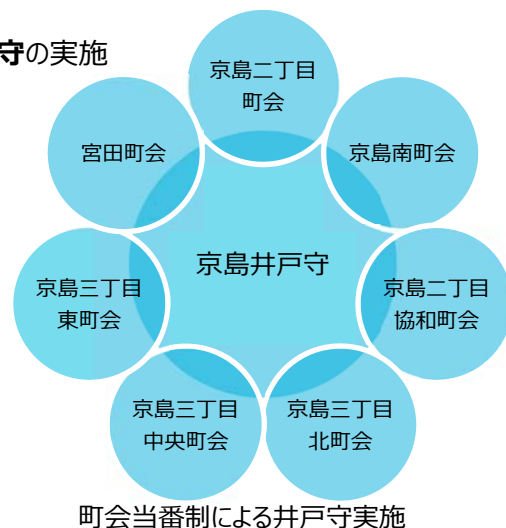 守の実施
京島二丁目
町会
宮田町会
京島南町会
京島井戸守
京島三丁目
東町会
京島二丁目
協和町会
京島三丁目
中央町会
京島三丁目
北町会
町会当番制による井戸守実施